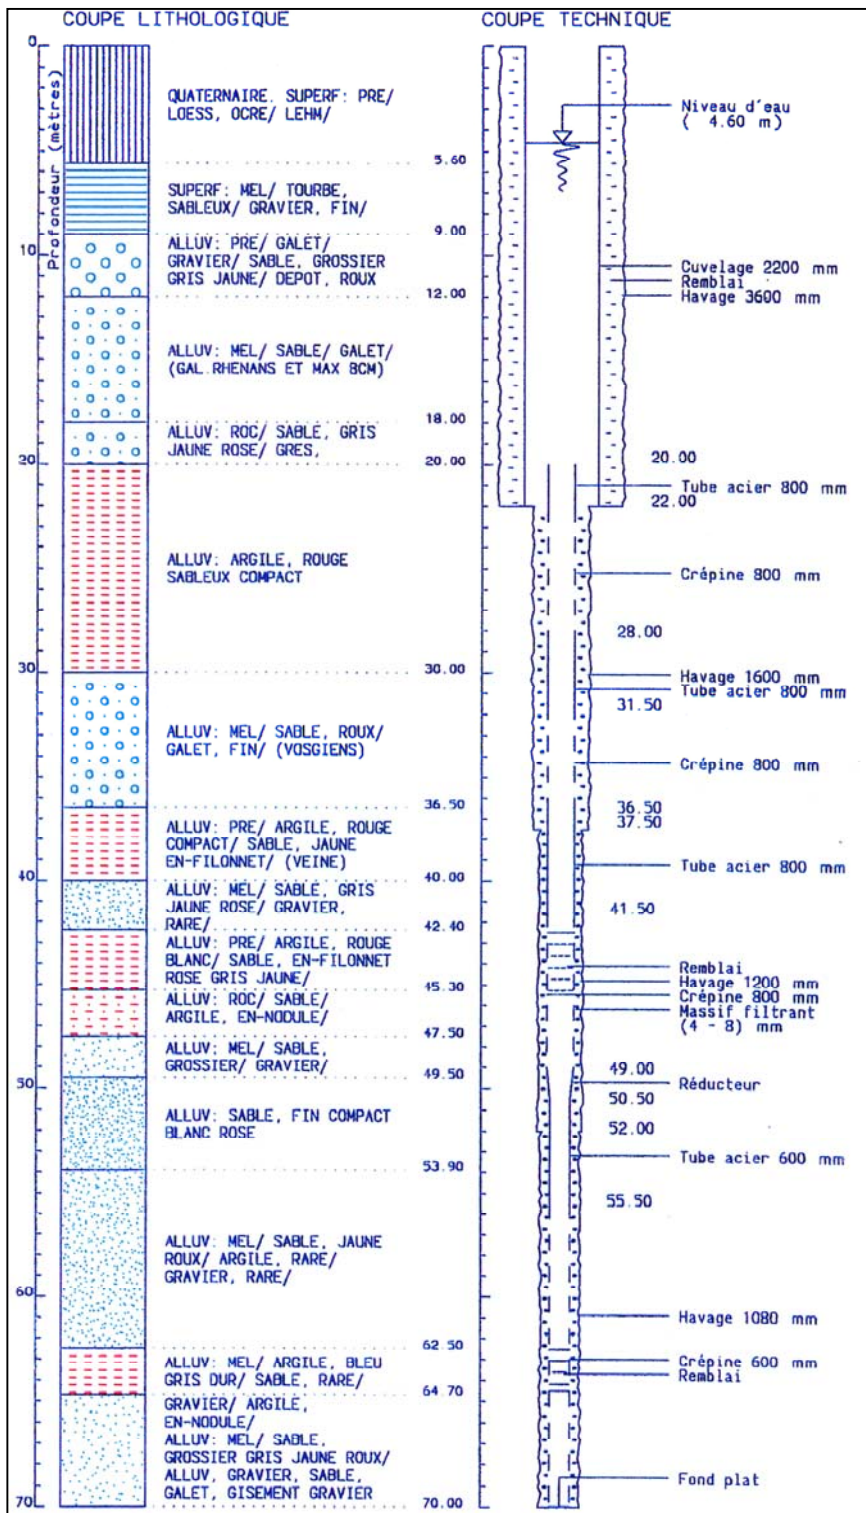 COUPE LITHOLOGIQUE
Profondeur (mètres)
0
10
20
30
40
50
60
70
QUATERNAIRE. SUPERF: PRE/
LOESS, OCRE/ LEHM/
5.60
SUPERF: MEL/ TOURBE,
SABLEUX/ GRAVIER, FIN/
9.00
ALLUV: PRE/ GALET/
GRAVIER/ SABLE, GROSSIER
GRIS JAUNE/ DEPOT, ROUX
12.00
ALLUV: MEL/ SABLE/ GALET/
(GAL.RHENANS ET MAX 8CM)
18.00
ALLUV: ROC/ SABLE, GRIS
JAUNE ROSE/ GRES,
20.00
ALLUV: ARGILE, ROUGE
SABLEUX COMPACT
30.00
ALLUV: MEL/ SABLE, ROUX/
GALET, FIN/ (VOSGIENS)
36.50
ALLUV: PRE/ ARGILE, ROUGE
COMPACT/ SABLE, JAUNE
EN-FILONNET/ (VEINE)
40.00
ALLUV: MEL/ SABLE, GRIS
JAUNE ROSE/ GRAVIER,
RARE/
42.40
ALLUV: PRE/ ARGILE, ROUGE
BLANC/ SABLE, EN-FILONNET
ROSE GRIS JAUNE/
45.30
ALLUV: ROC/ SABLE/
ARGILE, EN-NODULE/
47.50
ALLUV: MEL/ SABLE,
GROSSIER/ GRAVIER/
49.50
ALLUV: SABLE, FIN COMPACT
BLANC ROSE
53.90
ALLUV: MEL/ SABLE, JAUNE
ROUX/ ARGILE, RARE/
GRAVIER, RARE/
62.50
ALLUV: MEL/ ARGILE, BLEU
GRIS DUR/ SABLE, RARE/
64.70
GRAVIER/ ARGILE,
EN-NODULE/
ALLUV: MEL/ SABLE,
GROSSIER GRIS JAUNE ROUX/
ALLUV, GRAVIER, SABLE,
GALET, GISEMENT GRAVIER
70.00
COUPE TECHNIQUE
Niveau d'eau
( 4.60 m)
Cuvelage 2200 mm
Remblai
Havage 3600 mm
20.00
Tube acier 800 mm
22.00
Crépine 800 mm
28.00
Havage 1600 mm
Tube acier 800 mm
31.50
Crépine 800 mm
36.50
37.50
Tube acier 800 mm
41.50
Remblai
Havage 1200 mm
Crépine 800 mm
Massif filtrant
(4 - 8) mm
49.00
Réducteur
50.50
52.00
Tube acier 600 mm
55.50
Havage 1080 mm
Crépine 600 mm
Remblai
Fond plat